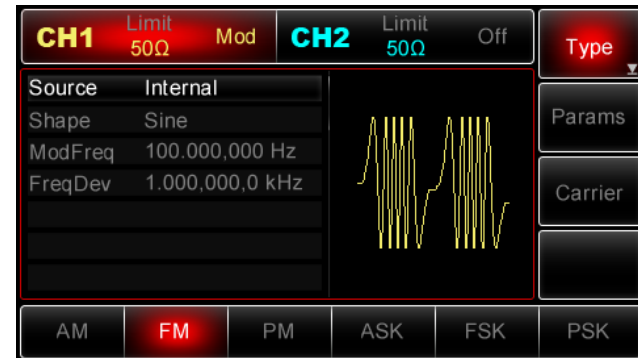 CH1 Limit 50Ω Mod CH2 Limit 50Ω Off
Type
Source Internal
Shape Sine
ModFreq 100.000,000 Hz
FreqDev 1.000,000,0 kHz
Params
Carrier
AM FM PM ASK FSK PSK